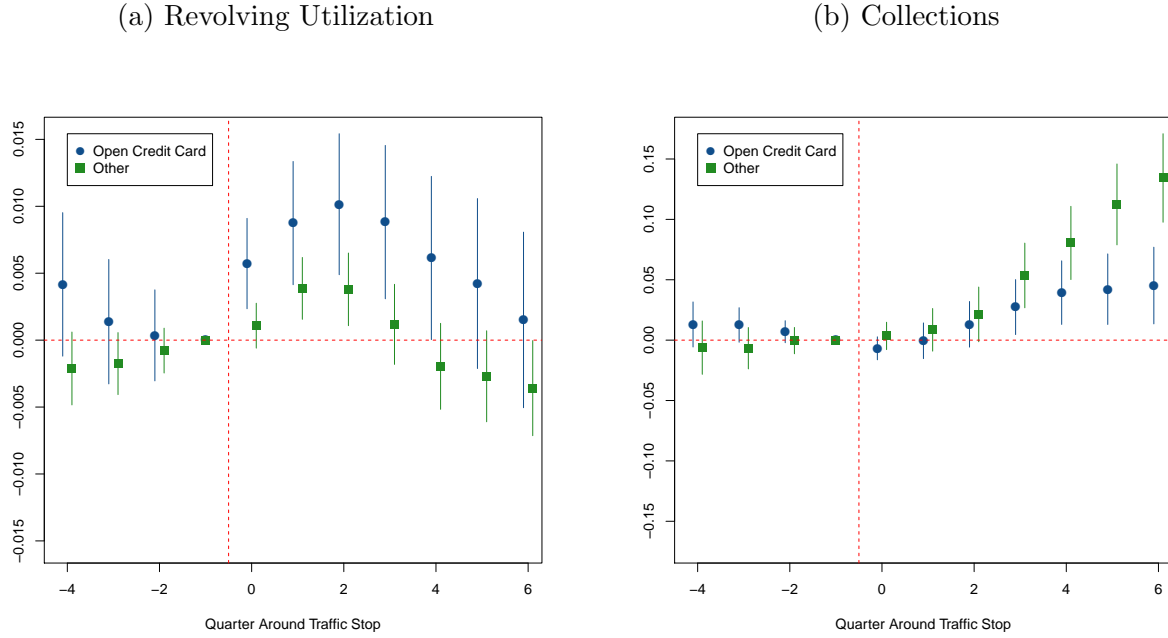 (a) Revolving Utilization
0.015
0.010
0.005
0.000
−0.005
−0.010
−0.015
Open Credit Card
Other
−4 −2 0 2 4 6
Quarter Around Traffic Stop
(b) Collections
0.15
0.10
0.05
0.00
−0.05
−0.10
−0.15
Open Credit Card
Other
−4 −2 0 2 4 6
Quarter Around Traffic Stop